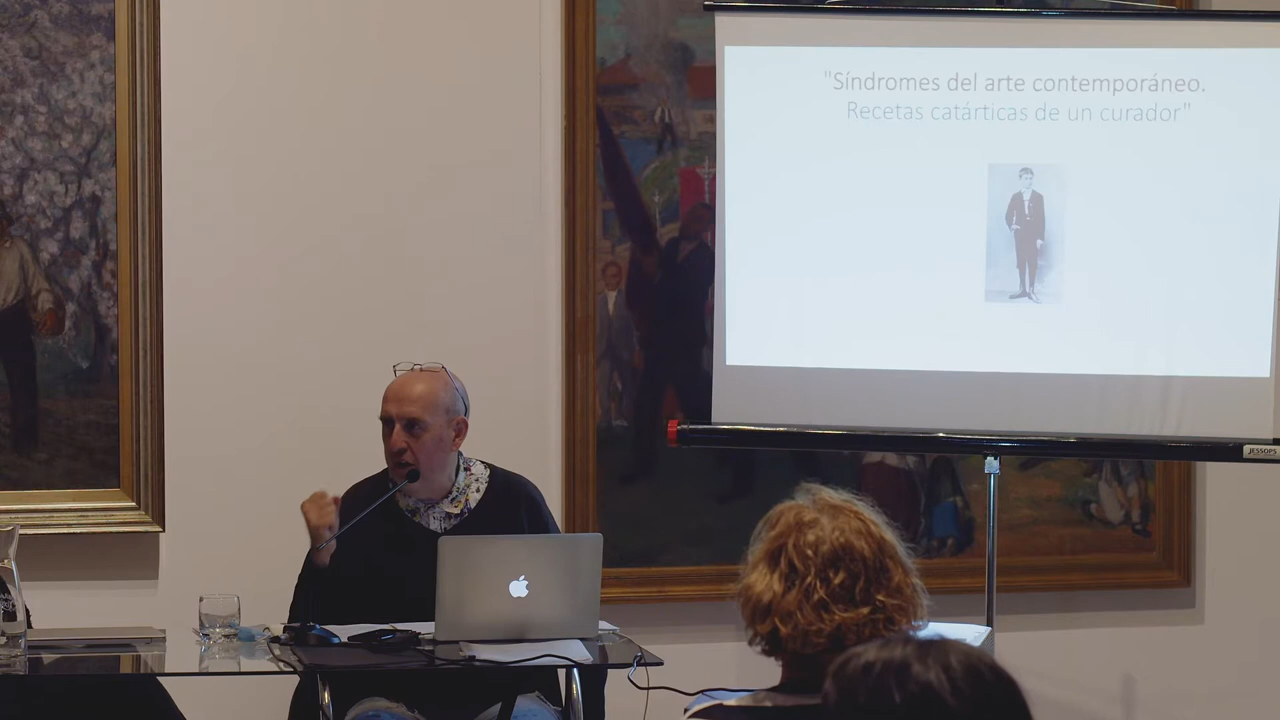 "Síndromes del arte contemporáneo.
Recetas catárticas de un curador"
JESSOPS